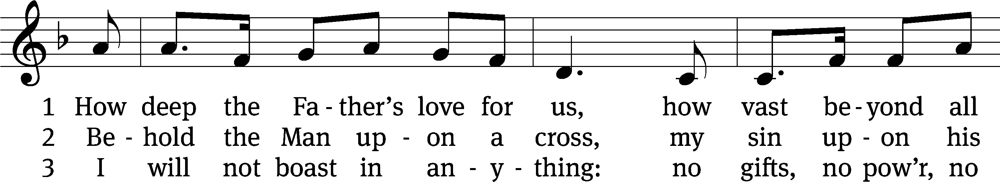 1 How deep the Fa - ther’s love for us, how vast be - yond all
2 Be - hold the Man up - on a cross, my sin up - on his
3 I will not boast in an - y - thing: no gifts, no pow’r, no